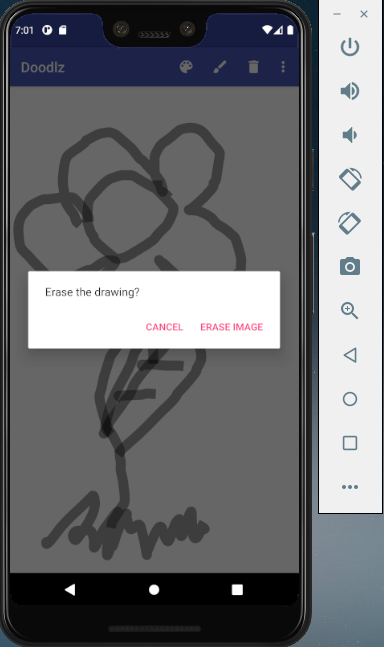 7:01
Doodlz
Erase the drawing?
CANCEL ERASE IMAGE